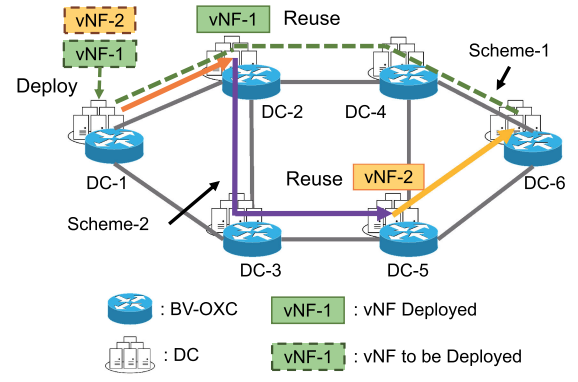 vNF-2
vNF-1
Reuse
vNF-1
Scheme-1
Deploy
DC-2
DC-4
DC-1
Reuse
vNF-2
DC-6
Scheme-2
DC-3
DC-5
: BV-OXC
vNF-1
: vNF Deployed
: DC
vNF-1
: vNF to be Deployed